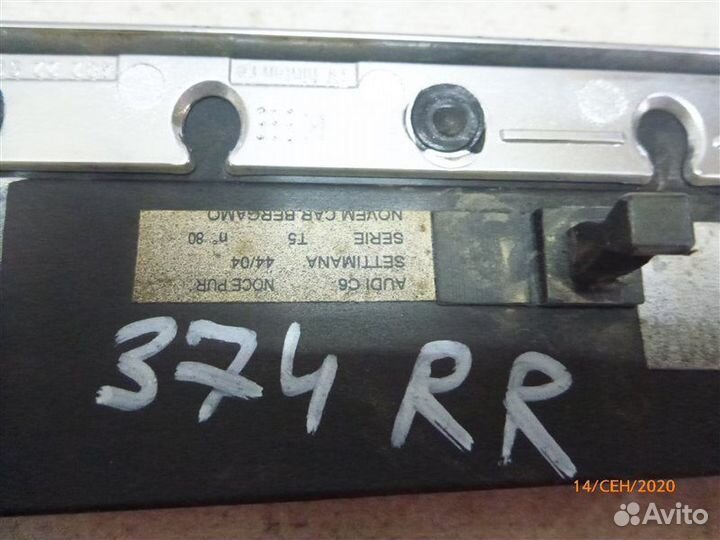 AUDI C6 NOCE PUR
SETTIMANA 44/04
SERIE T5 n° 80
NOVEM CAR BERGAMO
374 RR
14/СЕН/2020
Avito